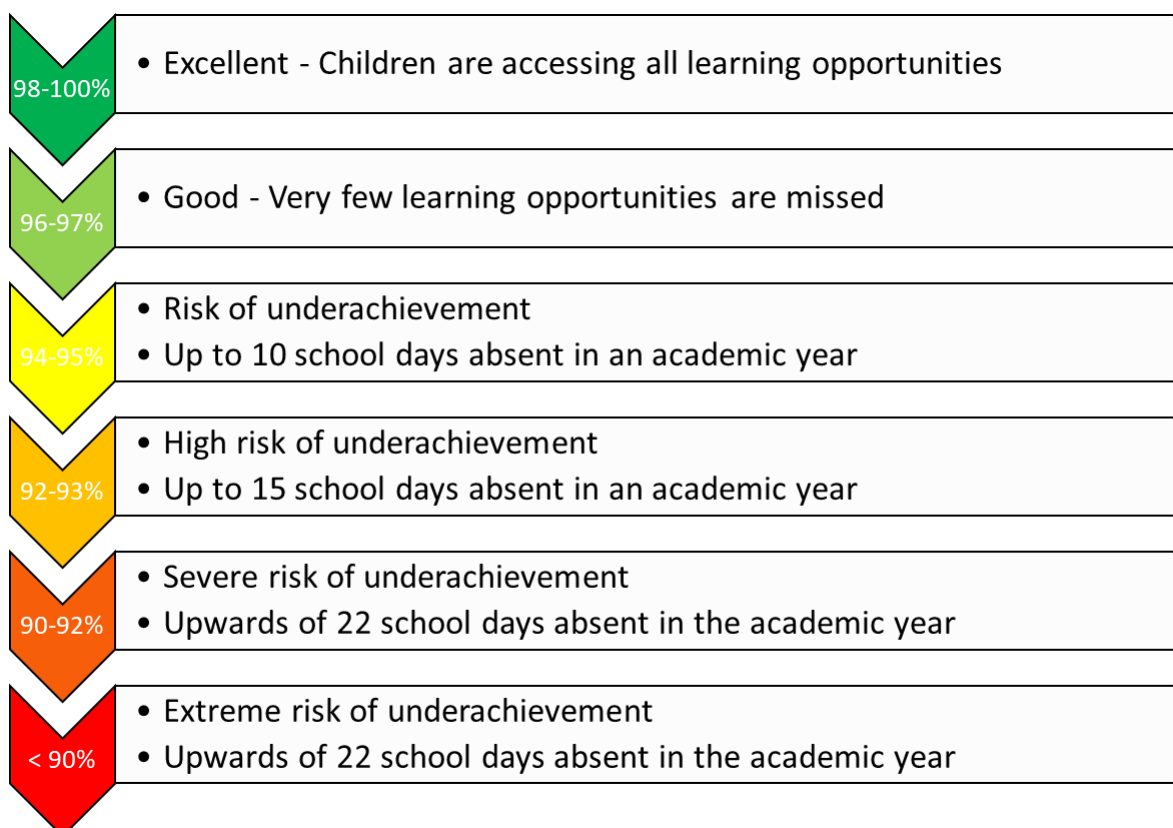 98-100%
• Excellent - Children are accessing all learning opportunities
96-97%
• Good - Very few learning opportunities are missed
94-95%
• Risk of underachievement
• Up to 10 school days absent in an academic year
92-93%
• High risk of underachievement
• Up to 15 school days absent in an academic year
90-92%
• Severe risk of underachievement
• Upwards of 22 school days absent in the academic year
< 90%
• Extreme risk of underachievement
• Upwards of 22 school days absent in the academic year